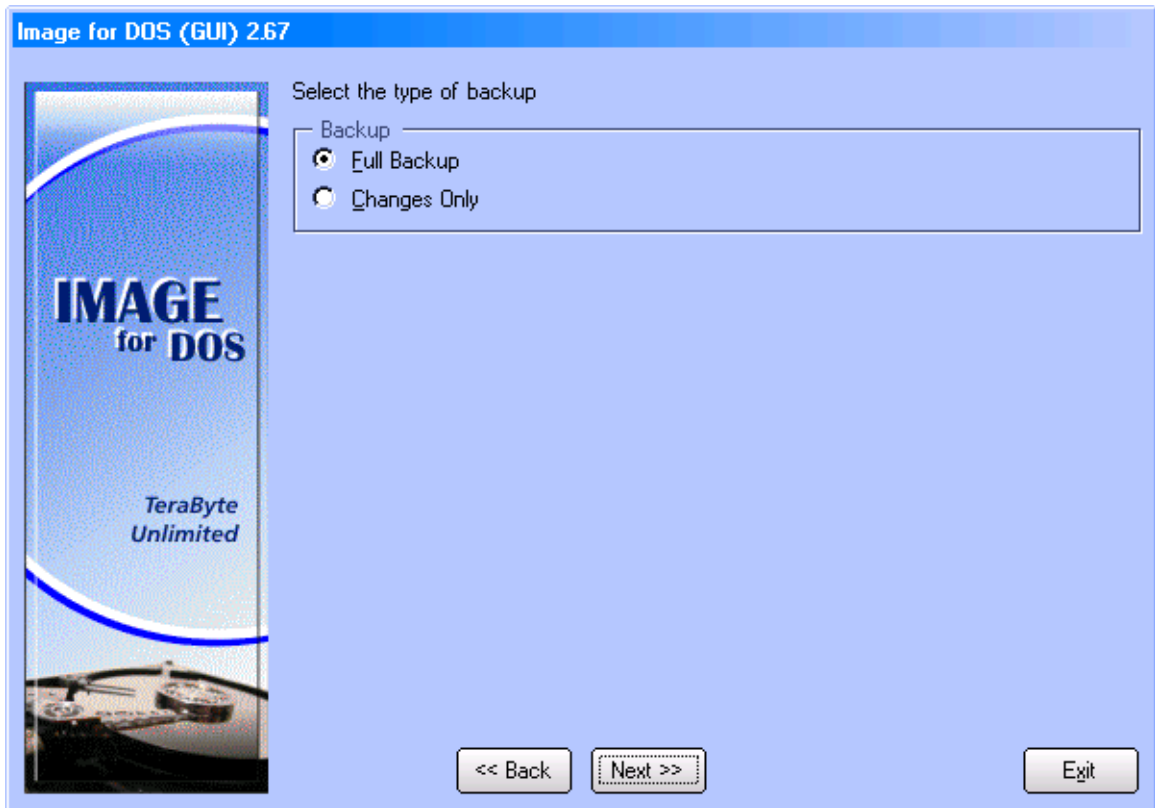 Image for DOS (GUI) 2.67
Select the type of backup
Backup
Full Backup
Changes Only
IMAGE
for DOS
TeraByte
Unlimited
<< Back
Next >>
Exit